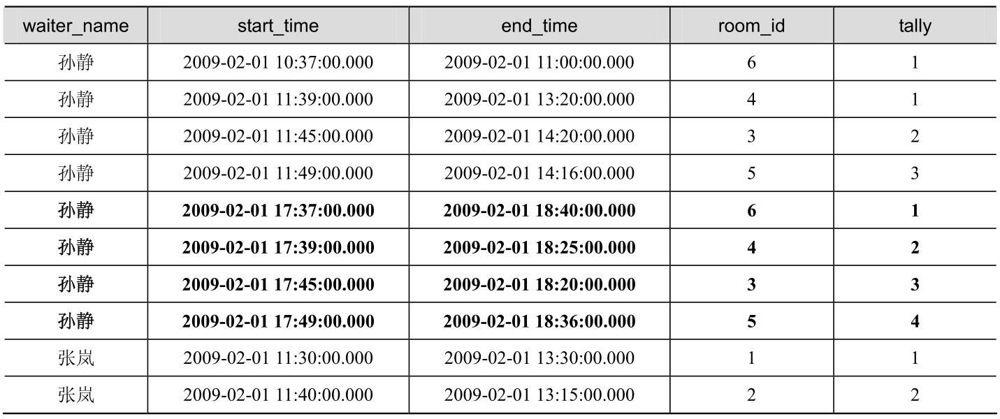 waiter_name start_time end_time room_id tally
孙静 2009-02-01 10:37:00.000 2009-02-01 11:00:00.000 6 1
孙静 2009-02-01 11:39:00.000 2009-02-01 13:20:00.000 4 1
孙静 2009-02-01 11:45:00.000 2009-02-01 14:20:00.000 3 2
孙静 2009-02-01 11:49:00.000 2009-02-01 14:16:00.000 5 3
孙静 2009-02-01 17:37:00.000 2009-02-01 18:40:00.000 6 1
孙静 2009-02-01 17:39:00.000 2009-02-01 18:25:00.000 4 2
孙静 2009-02-01 17:45:00.000 2009-02-01 18:20:00.000 3 3
孙静 2009-02-01 17:49:00.000 2009-02-01 18:36:00.000 5 4
张岚 2009-02-01 11:30:00.000 2009-02-01 13:30:00.000 1 1
张岚 2009-02-01 11:40:00.000 2009-02-01 13:15:00.000 2 2